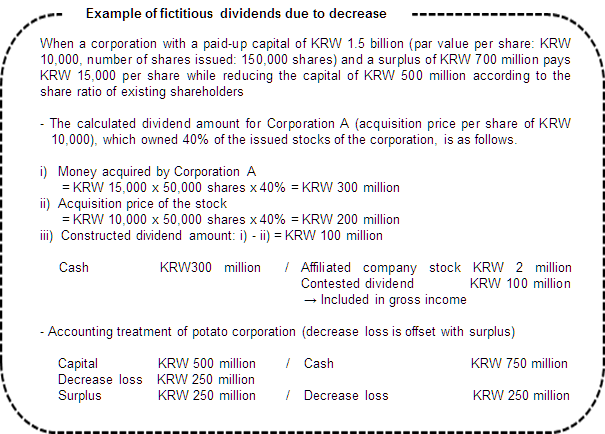 Example of fictitious dividends due to decrease
When a corporation with a paid-up capital of KRW 1.5 billion (par value per share: KRW
10,000, number of shares issued: 150,000 shares) and a surplus of KRW 700 million pays
KRW 15,000 per share while reducing the capital of KRW 500 million according to the
share ratio of existing shareholders
- The calculated dividend amount for Corporation A (acquisition price per share of KRW
10,000), which owned 40% of the issued stocks of the corporation, is as follows.
i) Money acquired by Corporation A
= KRW 15,000 x 50,000 shares x 40% = KRW 300 million
ii) Acquisition price of the stock
= KRW 10,000 x 50,000 shares x 40% = KRW 200 million
iii) Constructed dividend amount: i) - ii) = KRW 100 million
Cash KRW300 million / Affiliated company stock KRW 2 million
Contested dividend KRW 100 million
→ Included in gross income
- Accounting treatment of potato corporation (decrease loss is offset with surplus)
Capital KRW 500 million / Cash KRW 750 million
Decrease loss KRW 250 million
Surplus KRW 250 million / Decrease loss KRW 250 million